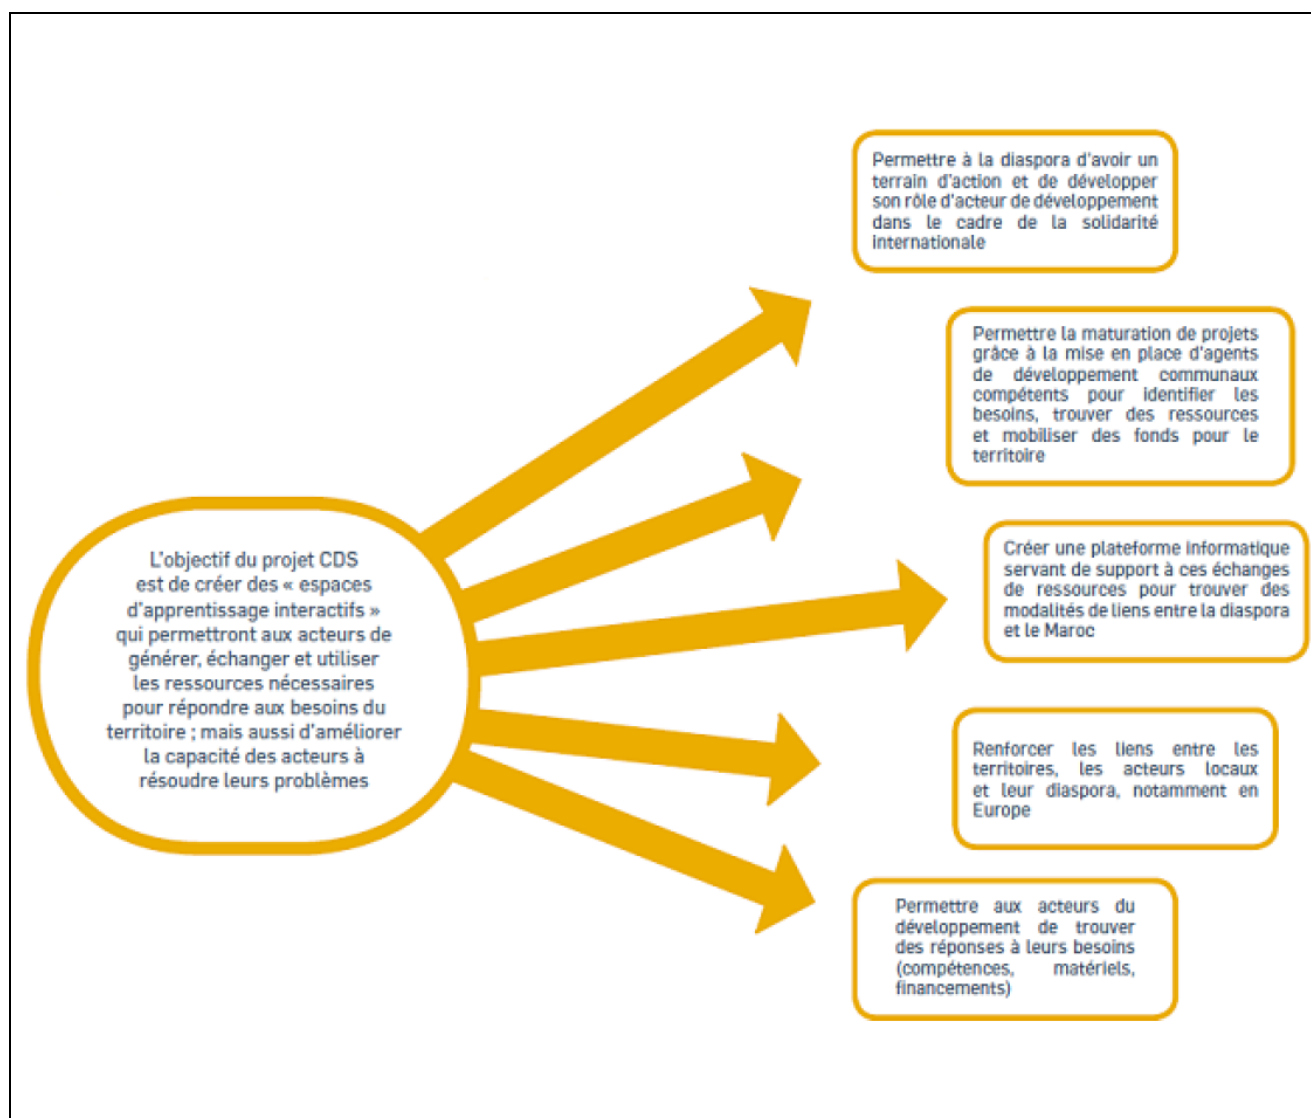 Permettre à la diaspora d'avoir un
terrain d'action et de développer
son rôle d'acteur de développement
dans le cadre de la solidarité
internationale
Permettre la maturation de projets
grâce à la mise en place d'agents
de développement communaux
compétents pour identifier les
besoins, trouver des ressources
et mobiliser des fonds pour le
territoire
L'objectif du projet CDS
est de créer des « espaces
d'apprentissage interactifs »
qui permettront aux acteurs de
générer, échanger et utiliser
les ressources nécessaires
pour répondre aux besoins du
territoire ; mais aussi d'améliorer
la capacité des acteurs à
résoudre leurs problèmes
Créer une plateforme informatique
servant de support à ces échanges
de ressources pour trouver des
modalités de liens entre la diaspora
et le Maroc
Renforcer les liens entre les
territoires, les acteurs locaux
et leur diaspora, notamment en
Europe
Permettre aux acteurs du
développement de trouver
des réponses à leurs besoins
(compétences, matériels,
financements)